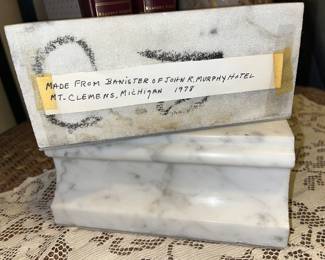 MADE FROM BANISTER OF JOHN R. MURPHY HOTEL
MT-CLEMENS, MICHIGAN 1978